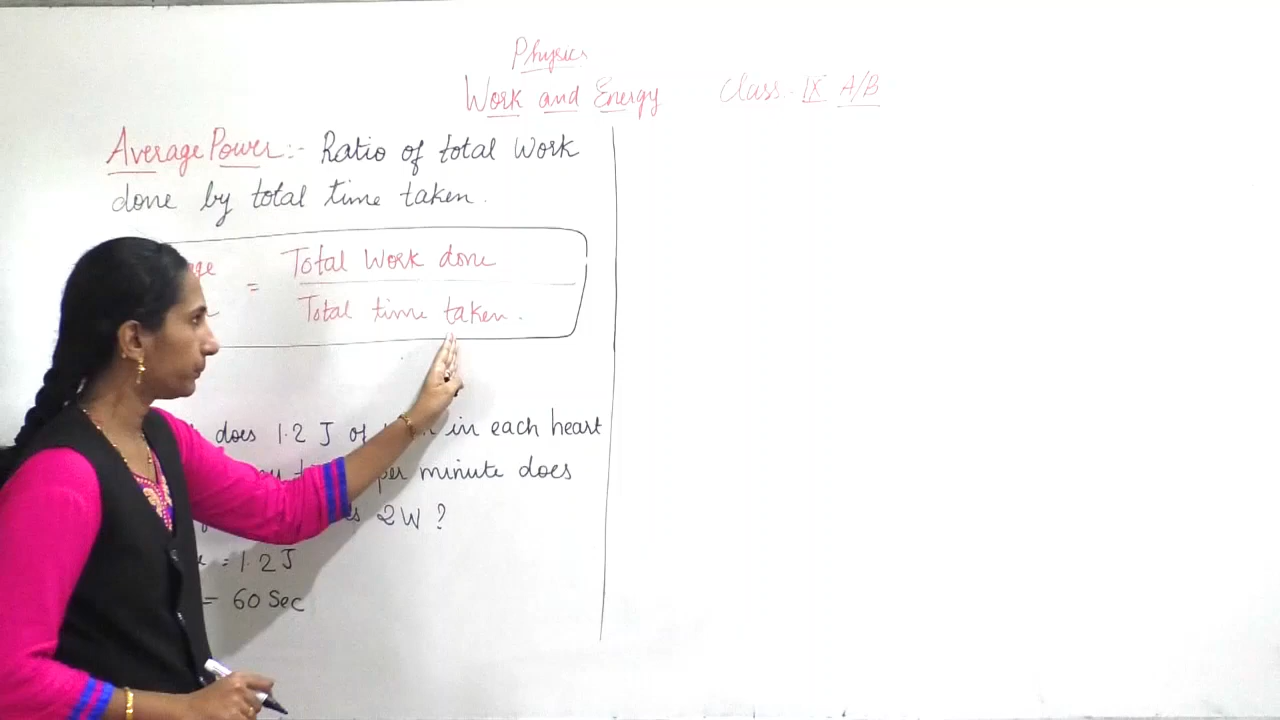 Physics
Work and Energy Class:- IX A/B
Average Power:- Ratio of total work
done by total time taken.
= Total Work done
Total time taken.
does 1.2 J of in each heart
per minute does
2W ?
= 1.2 J
= 60 Sec